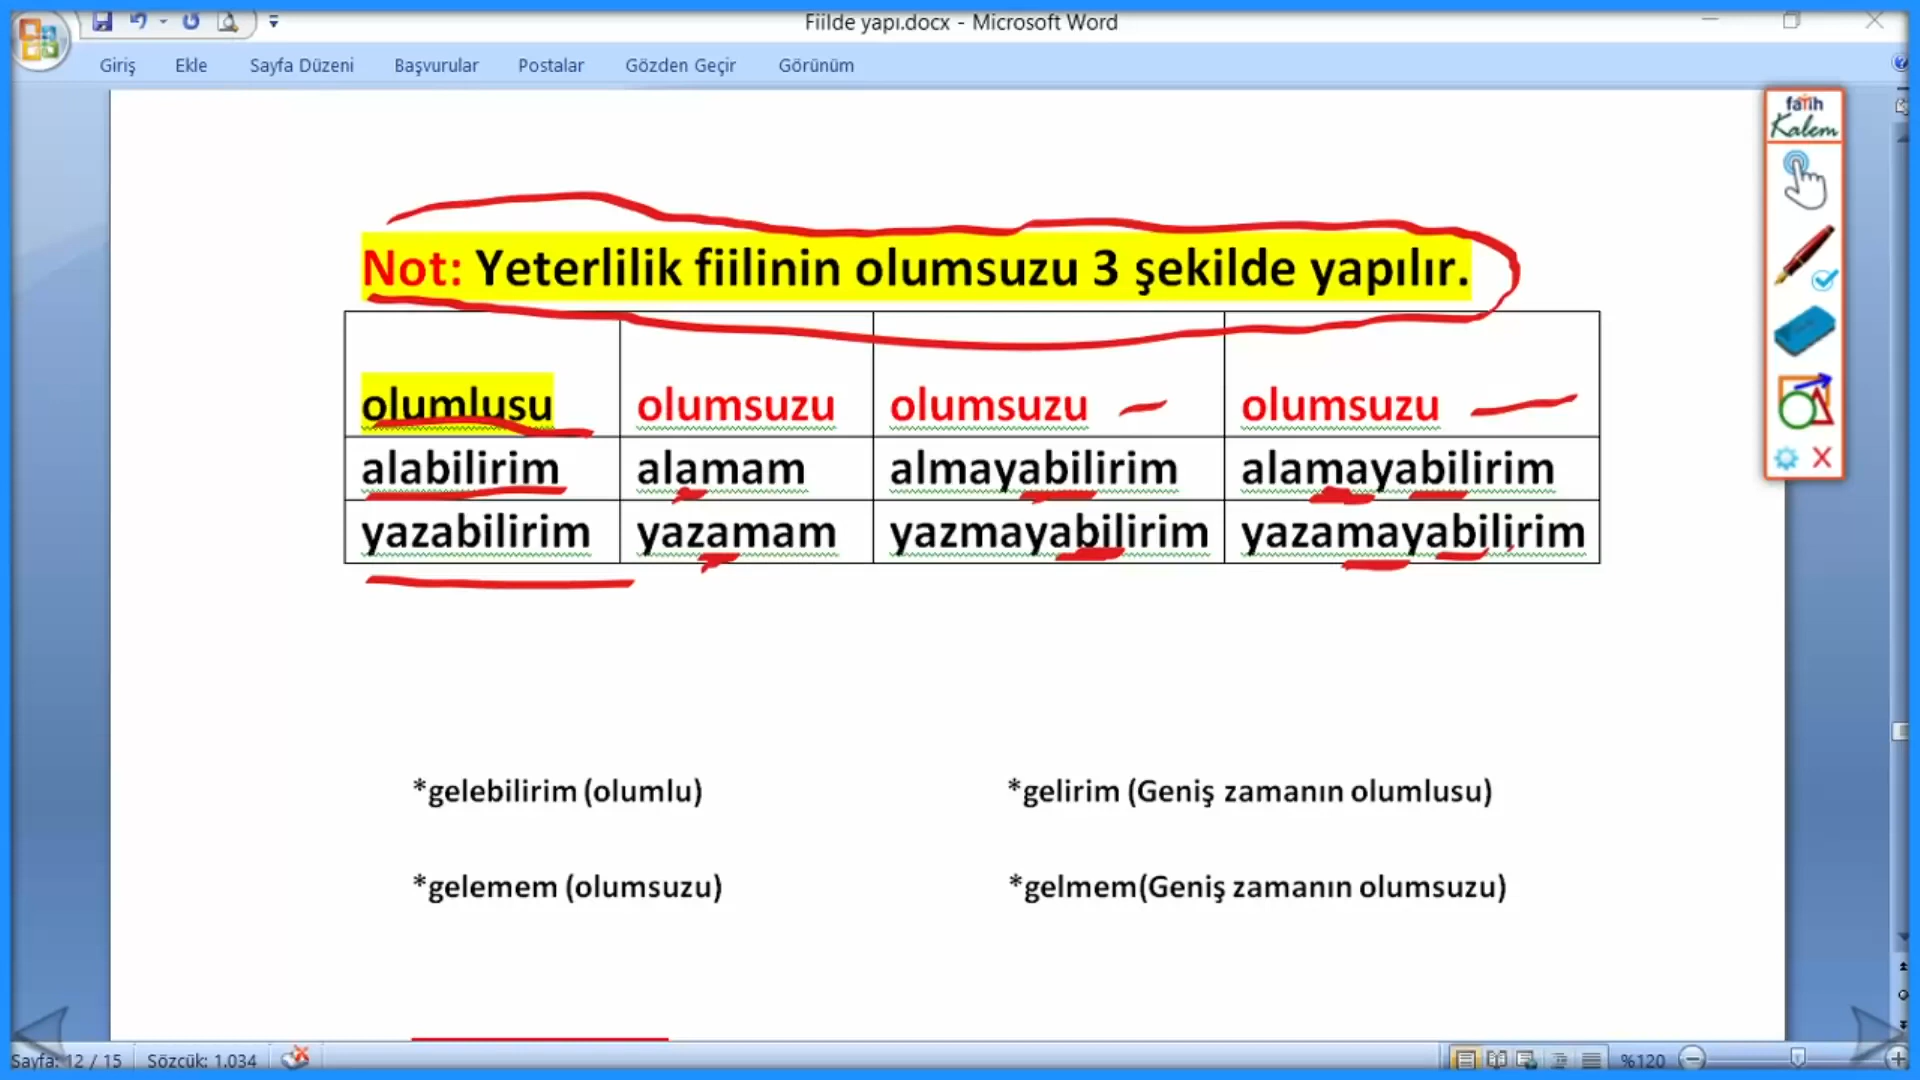 Fiilde yapı.docx - Microsoft Word
Giriş Ekle Sayfa Düzeni Başvurular Postalar Gözden Geçir Görünüm
fatih
Kalem
Not: Yeterlilik fiilinin olumsuzu 3 şekilde yapılır.
olumlusu olumsuzu olumsuzu olumsuzu
alabilirim alamam almayabilirim alamayabilirim
yazabilirim yazamam yazmayabilirim yazamayabilirim
*gelebilirim (olumlu) *gelirim (Geniş zamanın olumlusu)
*gelemem (olumsuzu) *gelmem(Geniş zamanın olumsuzu)
Sayfa: 12 / 15 Sözcük: 1.034 %120